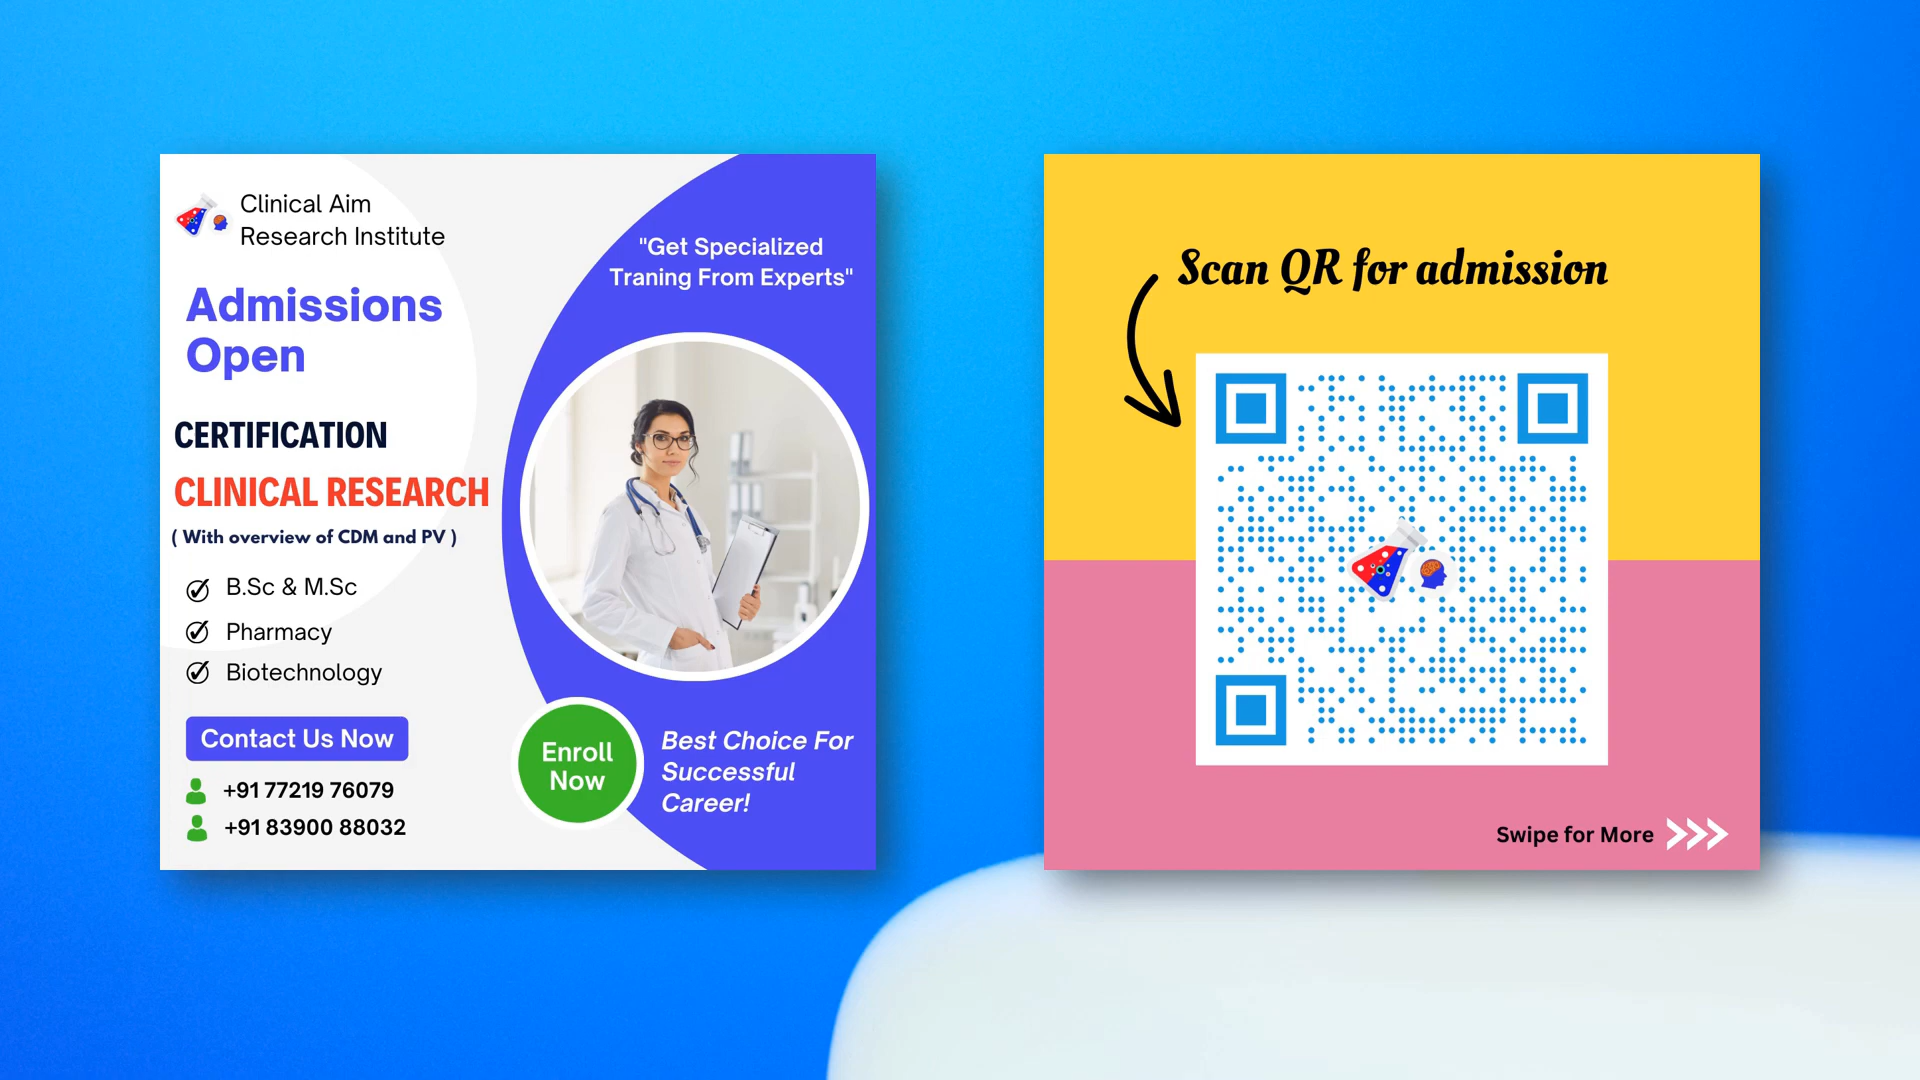 Clinical Aim
Research Institute
Admissions
Open
CERTIFICATION
CLINICAL RESEARCH
( With overview of CDM and PV )
B.Sc & M.Sc
Pharmacy
Biotechnology
Contact Us Now
+91 77219 76079
+91 83900 88032
"Get Specialized
Traning From Experts"
Enroll
Now
Best Choice For
Successful
Career!
Scan QR for admission
Swipe for More